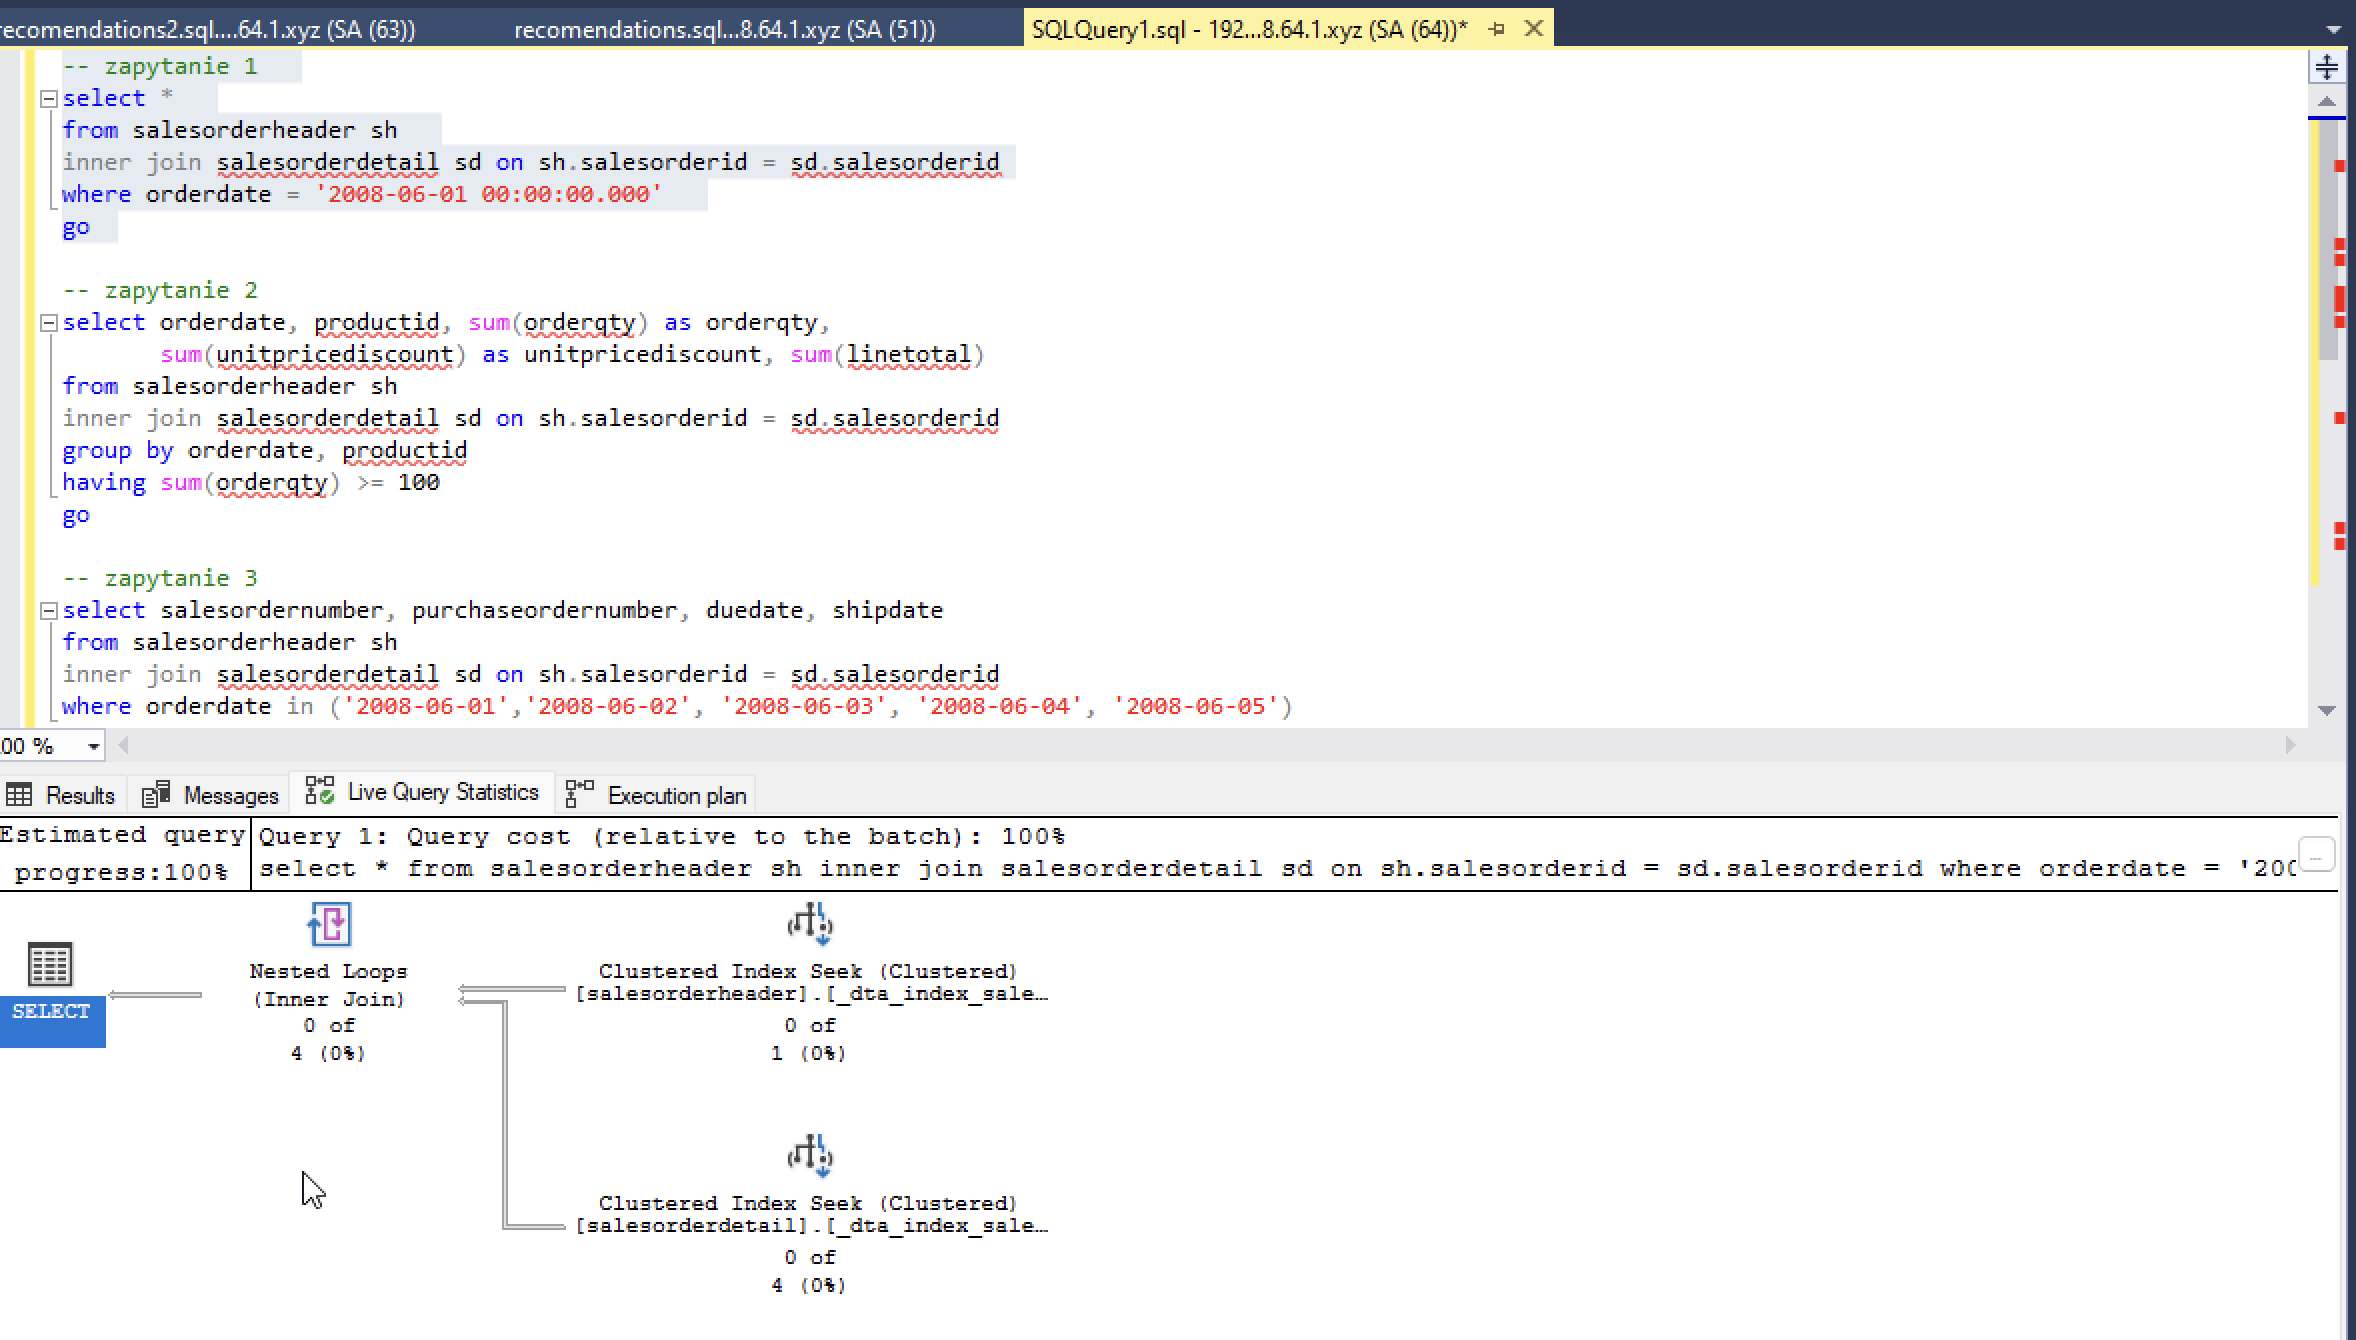 recomendations2.sql....64.1.xyz (SA (63))
recomendations.sql...8.64.1.xyz (SA (51))
SQLQuery1.sql - 192...8.64.1.xyz (SA (64))*
-- zapytanie 1
select *
from salesorderheader sh
inner join salesorderdetail sd on sh.salesorderid = sd.salesorderid
where orderdate = '2008-06-01 00:00:00.000'
go
-- zapytanie 2
select orderdate, productid, sum(orderqty) as orderqty,
sum(unitpricediscount) as unitpricediscount, sum(linetotal)
from salesorderheader sh
inner join salesorderdetail sd on sh.salesorderid = sd.salesorderid
group by orderdate, productid
having sum(orderqty) >= 100
go
-- zapytanie 3
select salesordernumber, purchaseordernumber, duedate, shipdate
from salesorderheader sh
inner join salesorderdetail sd on sh.salesorderid = sd.salesorderid
where orderdate in ('2008-06-01','2008-06-02', '2008-06-03', '2008-06-04', '2008-06-05')
00 %
Results
Messages
Live Query Statistics
Execution plan
Estimated query
progress:100%
Query 1: Query cost (relative to the batch): 100%
select * from salesorderheader sh inner join salesorderdetail sd on sh.salesorderid = sd.salesorderid where orderdate = '200
...
SELECT
Nested Loops
(Inner Join)
0 of
4 (0%)
Clustered Index Seek (Clustered)
[salesorderheader].[_dta_index_sale…
0 of
1 (0%)
Clustered Index Seek (Clustered)
[salesorderdetail].[_dta_index_sale…
0 of
4 (0%)